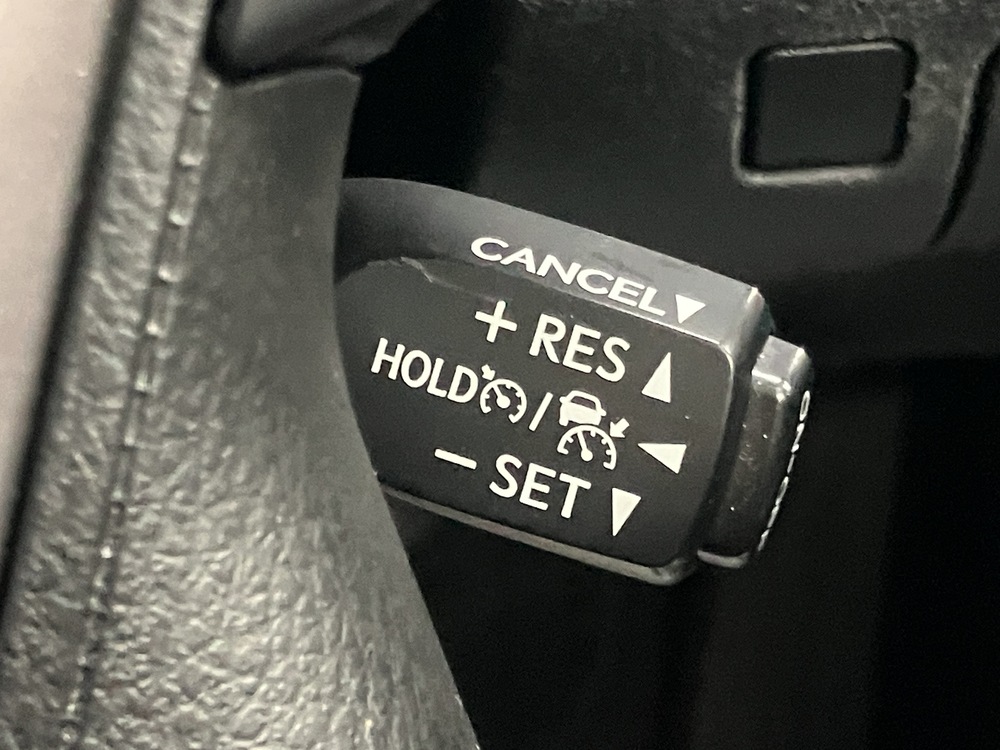 CANCEL▼
+ RES ▲
HOLD / ◀
− SET ▼